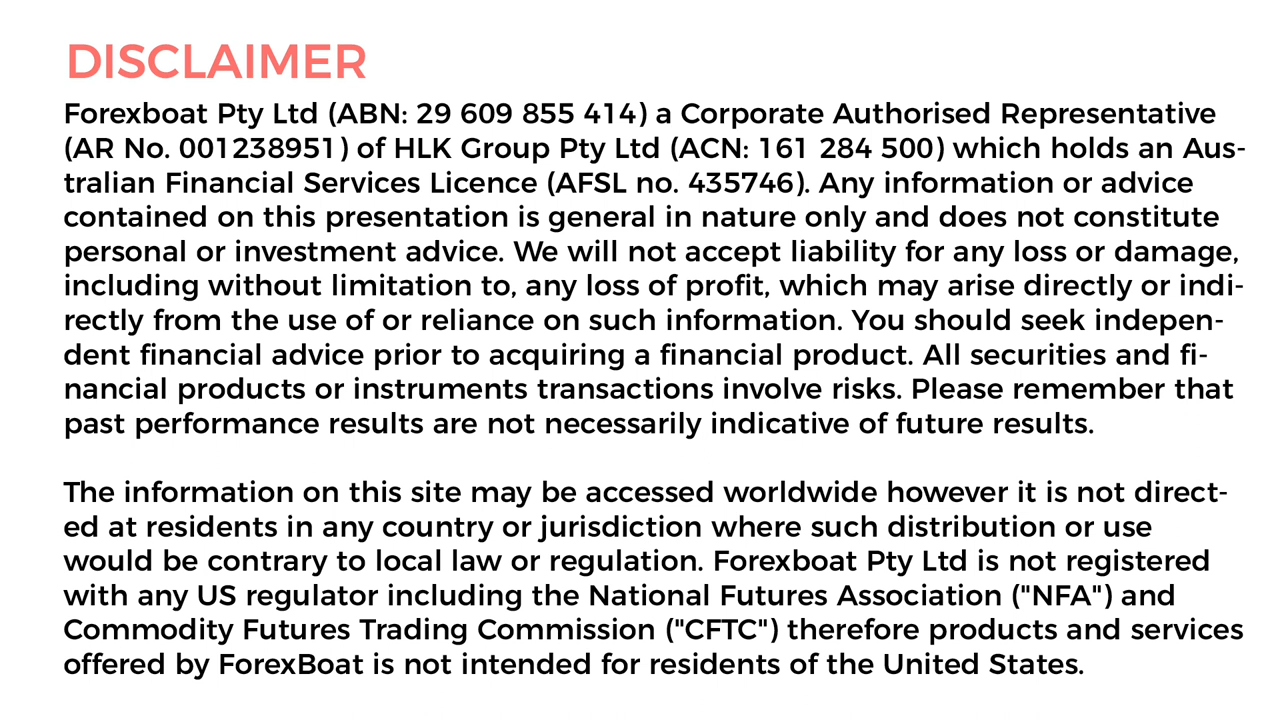 DISCLAIMER
Forexboat Pty Ltd (ABN: 29 609 855 414) a Corporate Authorised Representative
(AR No. 001238951) of HLK Group Pty Ltd (ACN: 161 284 500) which holds an Aus-
tralian Financial Services Licence (AFSL no. 435746). Any information or advice
contained on this presentation is general in nature only and does not constitute
personal or investment advice. We will not accept liability for any loss or damage,
including without limitation to, any loss of profit, which may arise directly or indi-
rectly from the use of or reliance on such information. You should seek indepen-
dent financial advice prior to acquiring a financial product. All securities and fi-
nancial products or instruments transactions involve risks. Please remember that
past performance results are not necessarily indicative of future results.
The information on this site may be accessed worldwide however it is not direct-
ed at residents in any country or jurisdiction where such distribution or use
would be contrary to local law or regulation. Forexboat Pty Ltd is not registered
with any US regulator including the National Futures Association ("NFA") and
Commodity Futures Trading Commission ("CFTC") therefore products and services
offered by ForexBoat is not intended for residents of the United States.